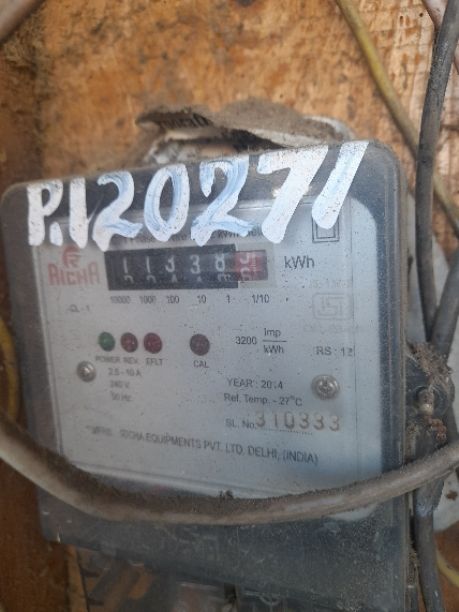 P.120271
RICHA
kWh
10000 1000 100 10 1 1/10
CL-1
3200 Imp/kWh
POWER REV. EFLT CAL
RS : 12
2.5 - 10 A
240 V
50 Hz
YEAR : 2014
Ref. Temp. - 27°C
SL. No. 310333
RICHA EQUIPMENTS PVT. LTD. DELHI, (INDIA)